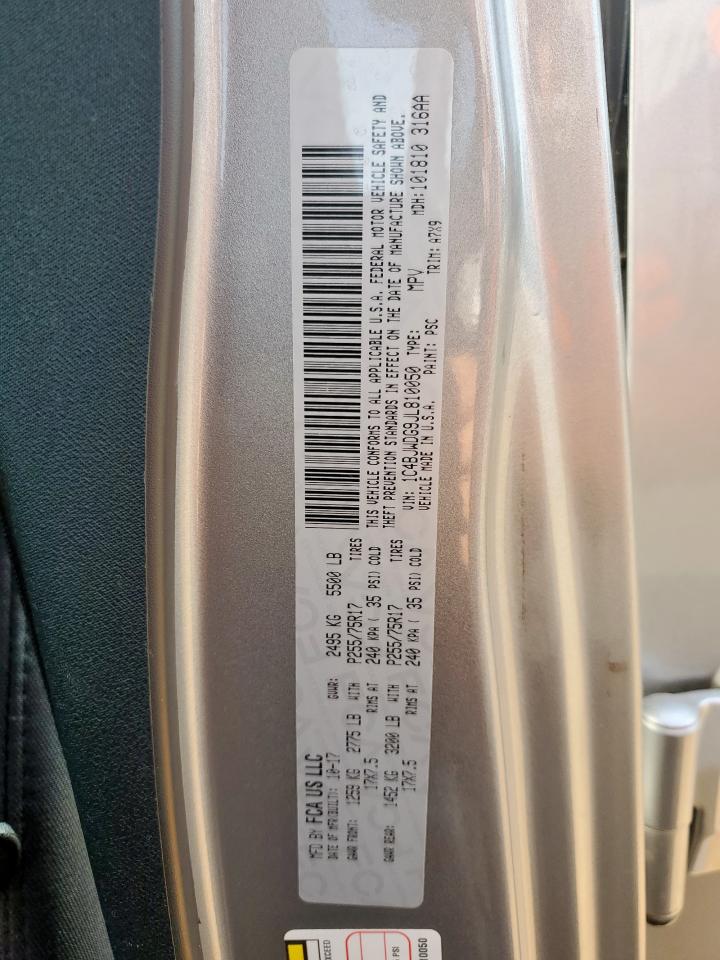 MFD BY FCA US LLC
DATE OF MFR(BUILT): 10-17 GVWR: 2495 KG 5500 LB
GAWR FRONT: 1259 KG 2775 LB WITH P255/75R17 TIRES
17X7.5 RIMS AT 240 KPA ( 35 PSI) COLD
GAWR REAR: 1452 KG 3200 LB WITH P255/75R17 TIRES
17X7.5 RIMS AT 240 KPA ( 35 PSI) COLD
THIS VEHICLE CONFORMS TO ALL APPLICABLE U.S.A. FEDERAL MOTOR VEHICLE SAFETY AND
THEFT PREVENTION STANDARDS IN EFFECT ON THE DATE OF MANUFACTURE SHOWN ABOVE.
VIN: 1C4BJWDG9JL810050 TYPE: MPV MDH:101810 316AA
VEHICLE MADE IN U.S.A. PAINT: PSC TRIM: A7X9
PSI
10050